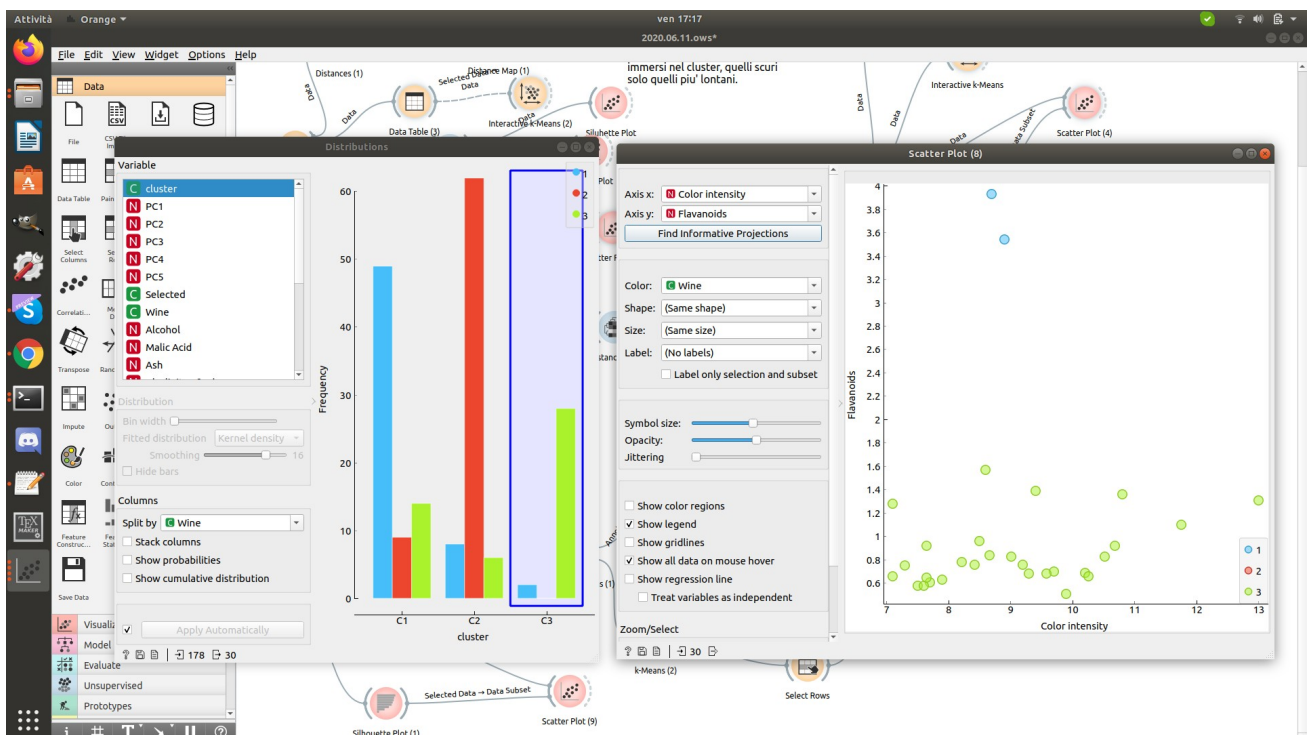 Attività
Orange
ven 17:17
2020.06.11.ows*
File Edit View Widget Options Help
Data
File
Data Table
Select Columns
Correlati...
Transpose
Impute
Color
Feature Construc...
Save Data
Model
Evaluate
Unsupervised
Prototypes
Distances (1)
Data
Data
Selected Data → Data
Distance Map (1)
Data Table (3)
Interactive k-Means (2)
Siluhette Plot
immersi nel cluster, quelli scuri
solo quelli piu' lontani.
Interactive k-Means
Data
Data
Data
Data Subset
Scatter Plot (4)
Distributions
Variable
C cluster
N PC1
N PC2
N PC3
N PC4
N PC5
C Selected
C Wine
N Alcohol
N Malic Acid
N Ash
Distribution
Bin width
Fitted distribution Kernel density
Smoothing 16
Hide bars
Columns
Split by C Wine
Stack columns
Show probabilities
Show cumulative distribution
Apply Automatically
178 30
Frequency
60
50
40
30
20
10
0
C1 C2 C3
cluster
1
2
3
Scatter Plot (8)
Axis x: N Color intensity
Axis y: N Flavanoids
Find Informative Projections
Color: C Wine
Shape: (Same shape)
Size: (Same size)
Label: (No labels)
Label only selection and subset
Symbol size:
Opacity:
Jittering
Show color regions
Show legend
Show gridlines
Show all data on mouse hover
Show regression line
Treat variables as independent
Zoom/Select
30
Flavanoids
4
3.8
3.6
3.4
3.2
3
2.8
2.6
2.4
2.2
2
1.8
1.6
1.4
1.2
1
0.8
0.6
7 8 9 10 11 12 13
Color intensity
1
2
3
k-Means (2)
Select Rows
Selected Data → Data Subset
Scatter Plot (9)
Silhouette Plot (1)